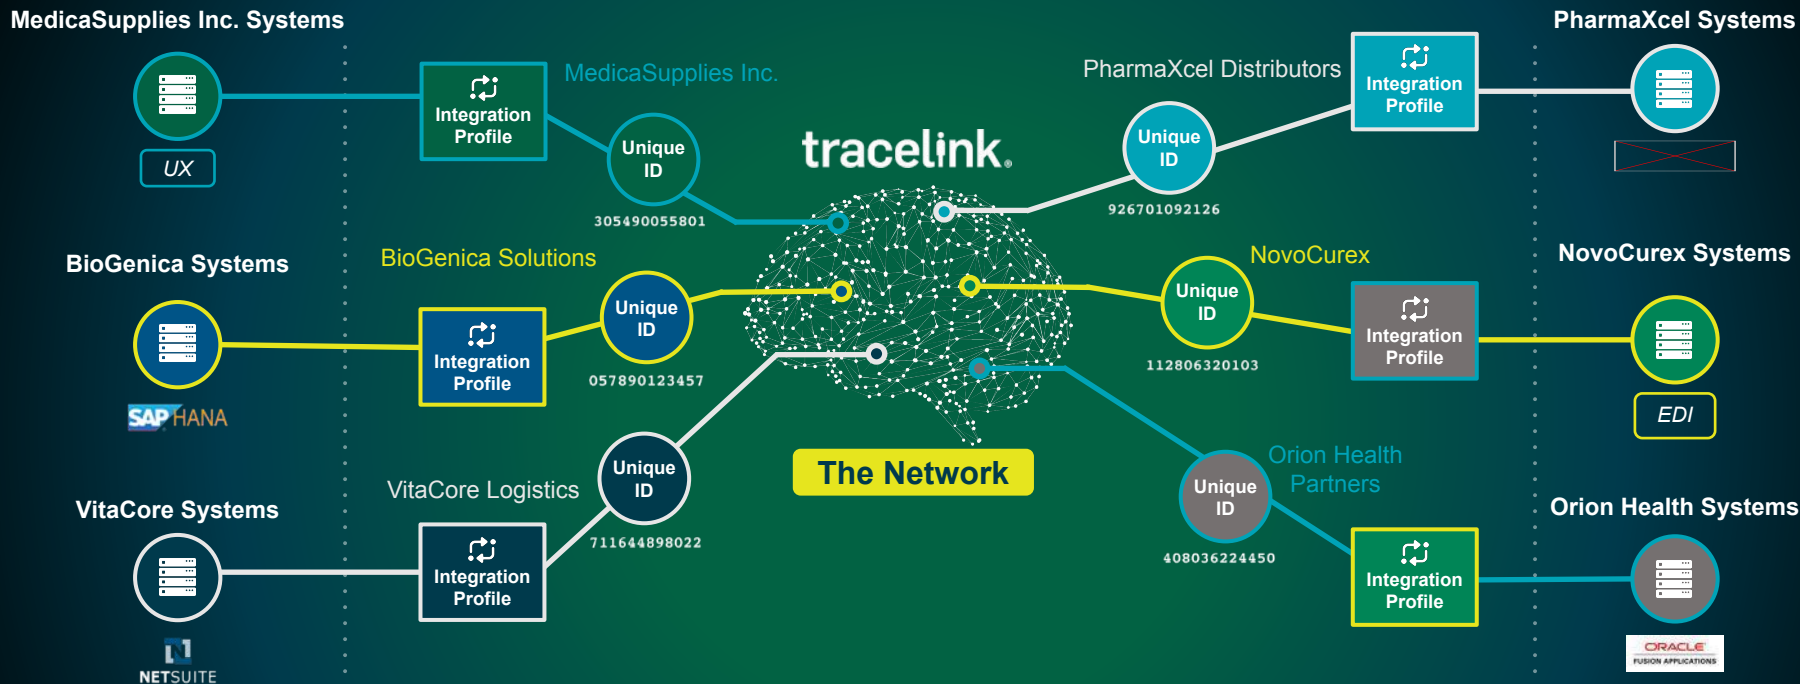 MedicaSupplies Inc. Systems
UX
Integration
Profile
MedicaSupplies Inc.
Unique
ID
305490055801
BioGenica Systems
SAP HANA
BioGenica Solutions
Integration
Profile
Unique
ID
057890123457
VitaCore Systems
NETSUITE
VitaCore Logistics
Integration
Profile
Unique
ID
711644898022
tracelink®
The Network
PharmaXcel Systems
PharmaXcel Distributors
Integration
Profile
Unique
ID
926701092126
NovoCurex Systems
EDI
NovoCurex
Unique
ID
112806320103
Integration
Profile
Orion Health
Partners
Unique
ID
408036224450
Integration
Profile
Orion Health Systems
ORACLE
FUSION APPLICATIONS